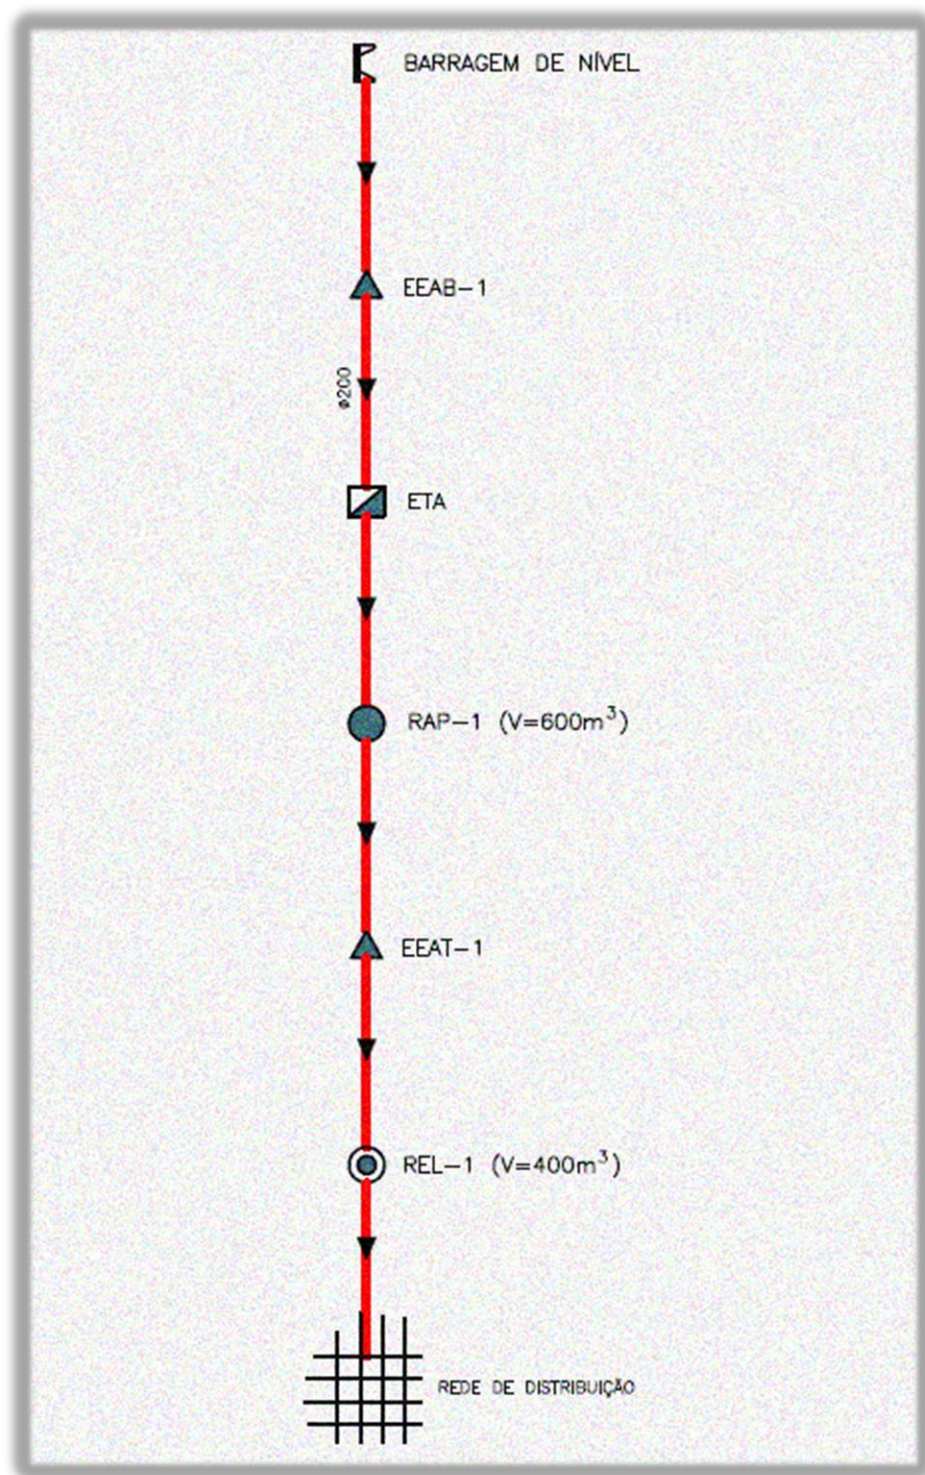 BARRAGEM DE NÍVEL
EEAB-1
ø200
ETA
RAP-1 (V=600m³)
EEAT-1
REL-1 (V=400m³)
REDE DE DISTRIBUIÇÃO